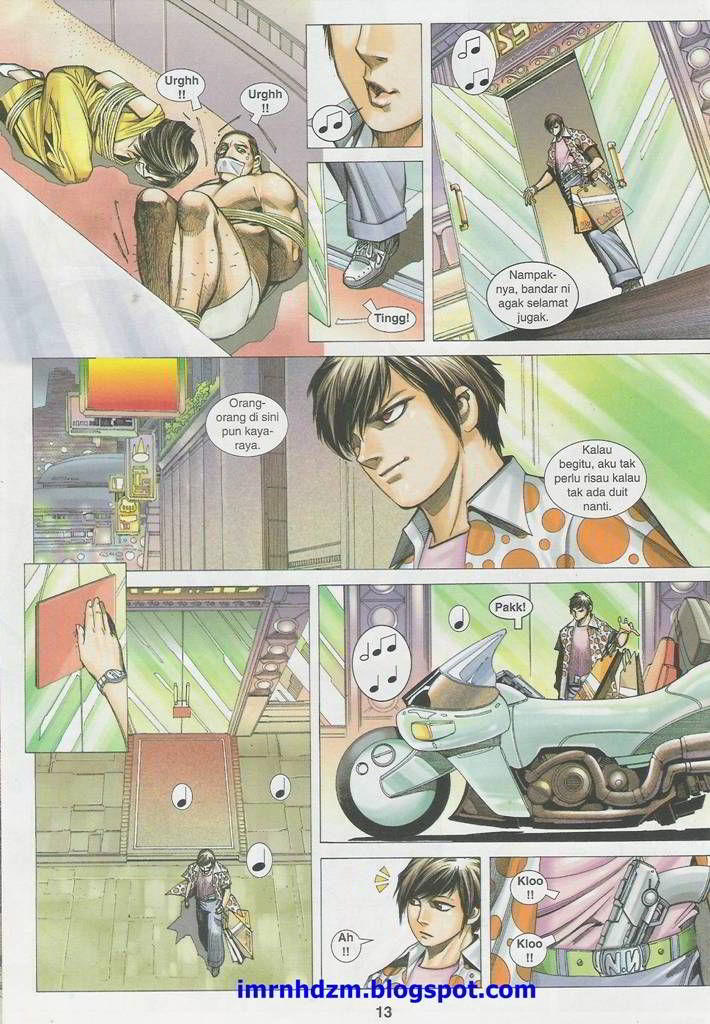 Urghh
!!
Urghh
!!
Tingg!
Nampak-
nya, bandar ni
agak selamat
jugak.
Orang-
orang di sini
pun kaya-
raya.
Kalau
begitu, aku tak
perlu risau kalau
tak ada duit
nanti.
Pakk!
Ah
!!
Kloo
!!
Kloo
!!
N.N
imrnhdzm.blogspot.com
13